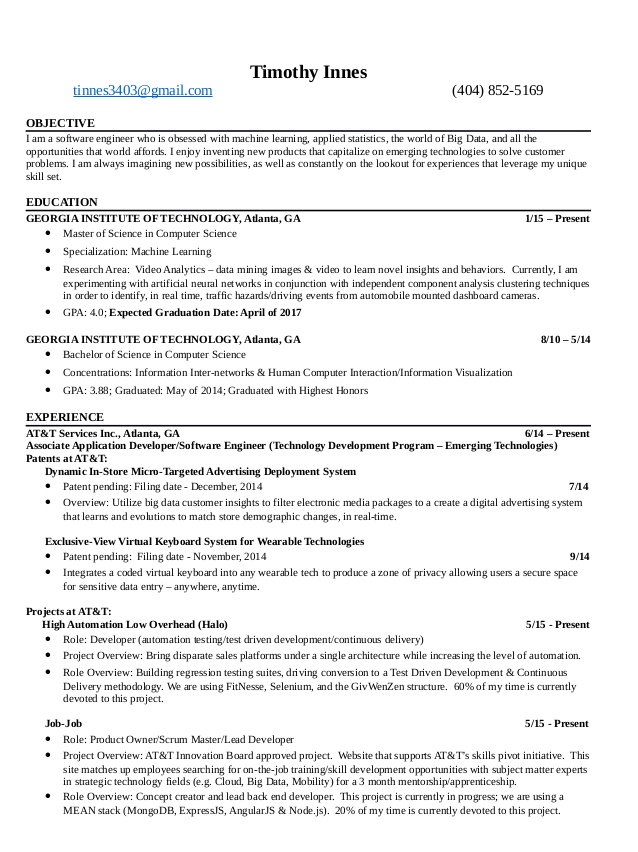 Timothy Innes
tinnes3403@gmail.com (404) 852-5169
OBJECTIVE
I am a software engineer who is obsessed with machine learning, applied statistics, the world of Big Data, and all the
opportunities that world affords. I enjoy inventing new products that capitalize on emerging technologies to solve customer
problems. I am always imagining new possibilities, as well as constantly on the lookout for experiences that leverage my unique
skill set.
EDUCATION
GEORGIA INSTITUTE OF TECHNOLOGY, Atlanta, GA 1/15 – Present
• Master of Science in Computer Science
• Specialization: Machine Learning
• Research Area: Video Analytics – data mining images & video to learn novel insights and behaviors. Currently, I am
experimenting with artificial neural networks in conjunction with independent component analysis clustering techniques
in order to identify, in real time, traffic hazards/driving events from automobile mounted dashboard cameras.
• GPA: 4.0; Expected Graduation Date: April of 2017
GEORGIA INSTITUTE OF TECHNOLOGY, Atlanta, GA 8/10 – 5/14
• Bachelor of Science in Computer Science
• Concentrations: Information Inter-networks & Human Computer Interaction/Information Visualization
• GPA: 3.88; Graduated: May of 2014; Graduated with Highest Honors
EXPERIENCE
AT&T Services Inc., Atlanta, GA 6/14 – Present
Associate Application Developer/Software Engineer (Technology Development Program – Emerging Technologies)
Patents at AT&T:
Dynamic In-Store Micro-Targeted Advertising Deployment System
• Patent pending: Filing date - December, 2014 7/14
• Overview: Utilize big data customer insights to filter electronic media packages to a create a digital advertising system
that learns and evolutions to match store demographic changes, in real-time.
Exclusive-View Virtual Keyboard System for Wearable Technologies
• Patent pending: Filing date - November, 2014 9/14
• Integrates a coded virtual keyboard into any wearable tech to produce a zone of privacy allowing users a secure space
for sensitive data entry – anywhere, anytime.
Projects at AT&T:
High Automation Low Overhead (Halo) 5/15 - Present
• Role: Developer (automation testing/test driven development/continuous delivery)
• Project Overview: Bring disparate sales platforms under a single architecture while increasing the level of automation.
• Role Overview: Building regression testing suites, driving conversion to a Test Driven Development & Continuous
Delivery methodology. We are using FitNesse, Selenium, and the GivWenZen structure. 60% of my time is currently
devoted to this project.
Job-Job 5/15 - Present
• Role: Product Owner/Scrum Master/Lead Developer
• Project Overview: AT&T Innovation Board approved project. Website that supports AT&T's skills pivot initiative. This
site matches up employees searching for on-the-job training/skill development opportunities with subject matter experts
in strategic technology fields (e.g. Cloud, Big Data, Mobility) for a 3 month mentorship/apprenticeship.
• Role Overview: Concept creator and lead back end developer. This project is currently in progress; we are using a
MEAN stack (MongoDB, ExpressJS, AngularJS & Node.js). 20% of my time is currently devoted to this project.